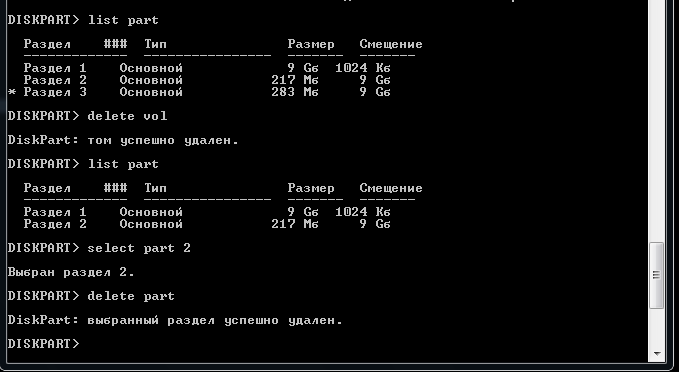 DISKPART> list part
Раздел    ###  Тип               Размер   Смещение
-------------  ----------------  -------  -------
Раздел 1    Основной             9 Gб  1024 Кб
Раздел 2    Основной           217 Мб     9 Gб
* Раздел 3    Основной           283 Мб     9 Gб
DISKPART> delete vol
DiskPart: том успешно удален.
DISKPART> list part
Раздел    ###  Тип               Размер   Смещение
-------------  ----------------  -------  -------
Раздел 1    Основной             9 Gб  1024 Кб
Раздел 2    Основной           217 Мб     9 Gб
DISKPART> select part 2
Выбран раздел 2.
DISKPART> delete part
DiskPart: выбранный раздел успешно удален.
DISKPART>